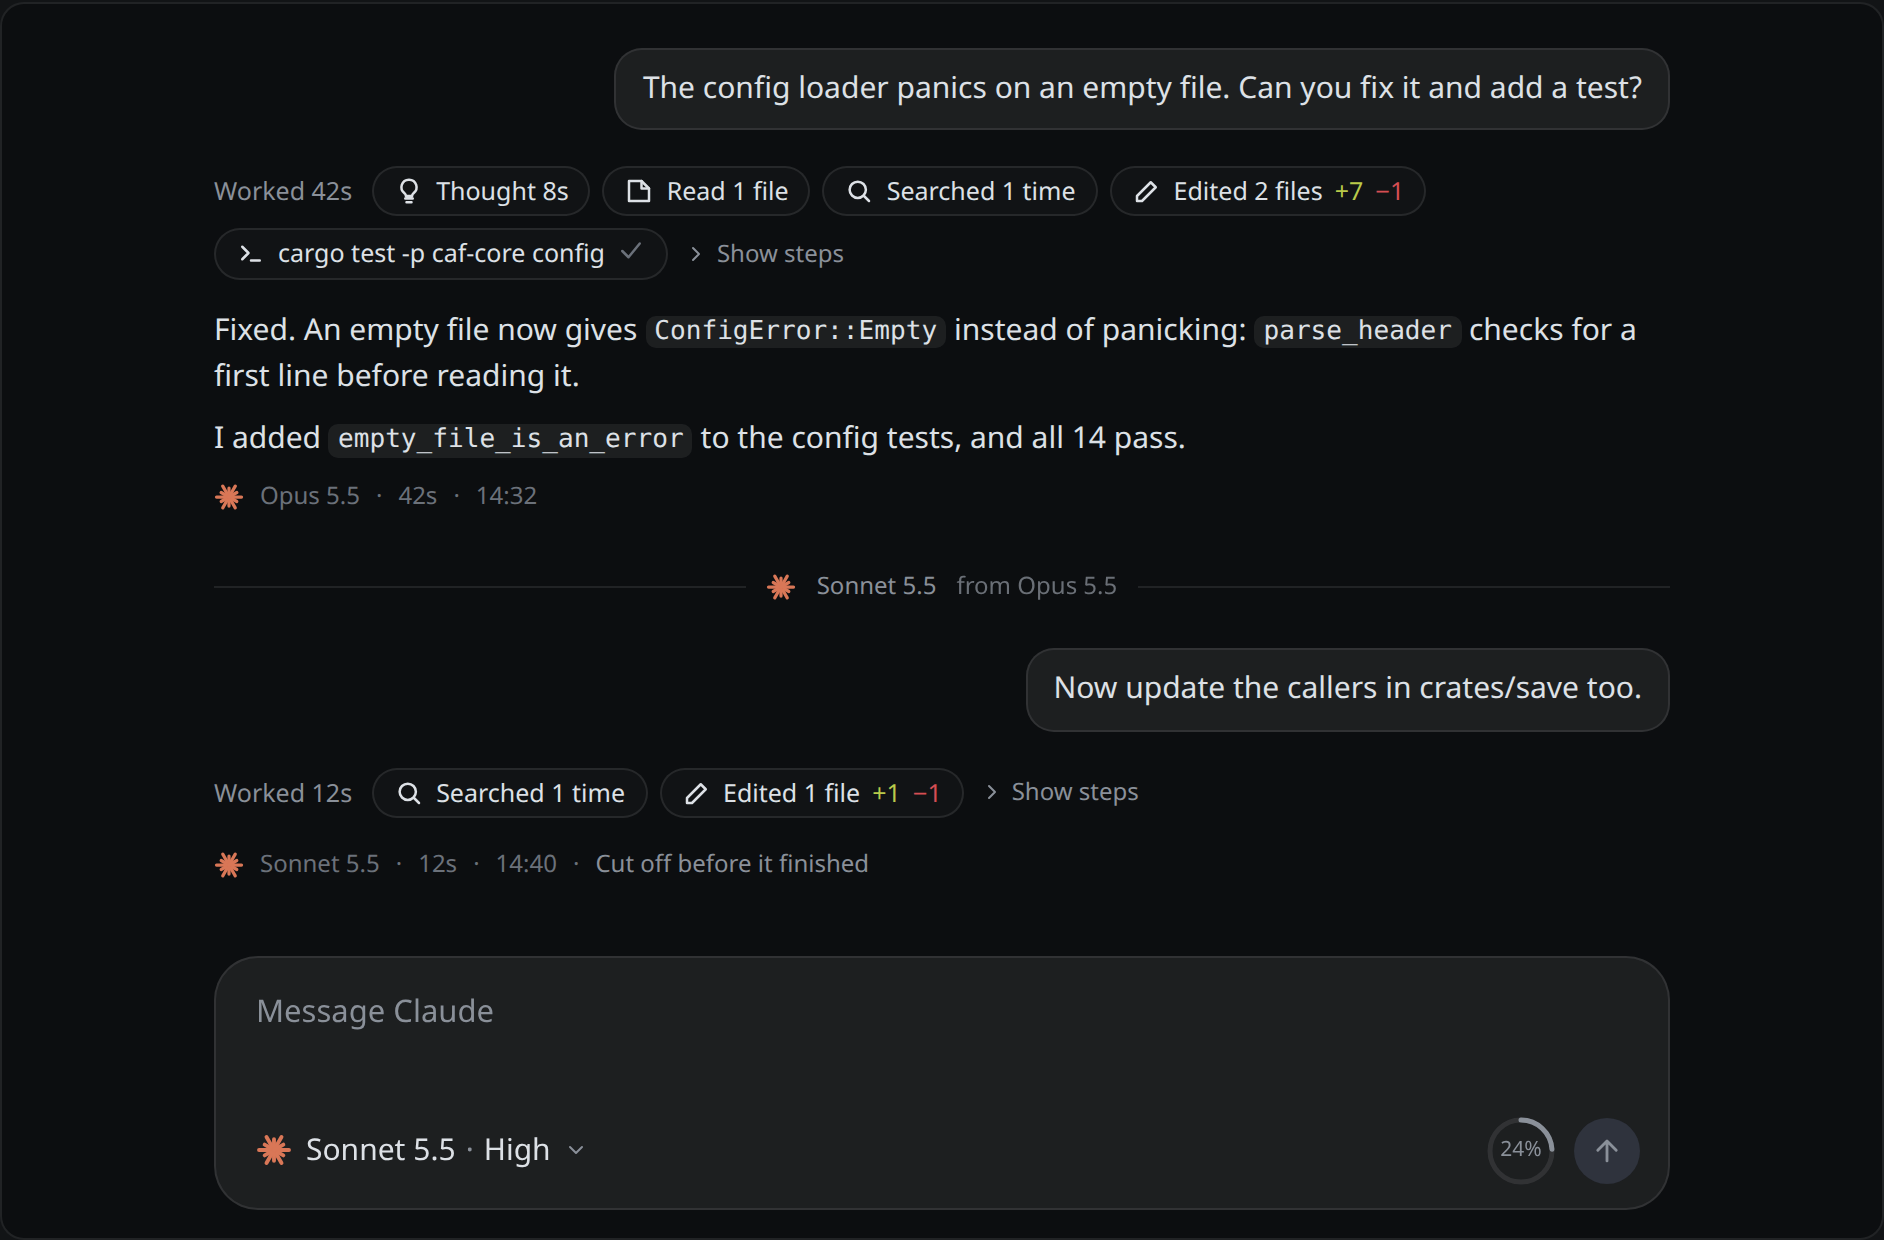 The config loader panics on an empty file. Can you fix it and add a test?
Worked 42s Thought 8s Read 1 file Searched 1 time Edited 2 files +7 −1
cargo test -p caf-core config Show steps
Fixed. An empty file now gives ConfigError::Empty instead of panicking: parse_header checks for a
first line before reading it.
I added empty_file_is_an_error to the config tests, and all 14 pass.
Opus 5.5 · 42s · 14:32
Sonnet 5.5 from Opus 5.5
Now update the callers in crates/save too.
Worked 12s Searched 1 time Edited 1 file +1 −1 Show steps
Sonnet 5.5 · 12s · 14:40 · Cut off before it finished
Message Claude
Sonnet 5.5 · High 24%